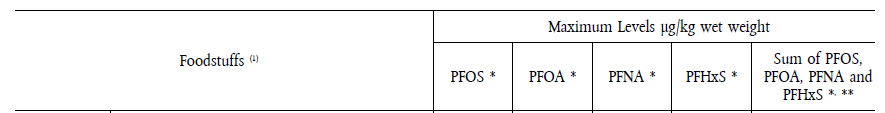 Maximum Levels μg/kg wet weight
Foodstuffs (1)
PFOS *
PFOA *
PFNA *
PFHxS *
Sum of PFOS,
PFOA, PFNA and
PFHxS *, **